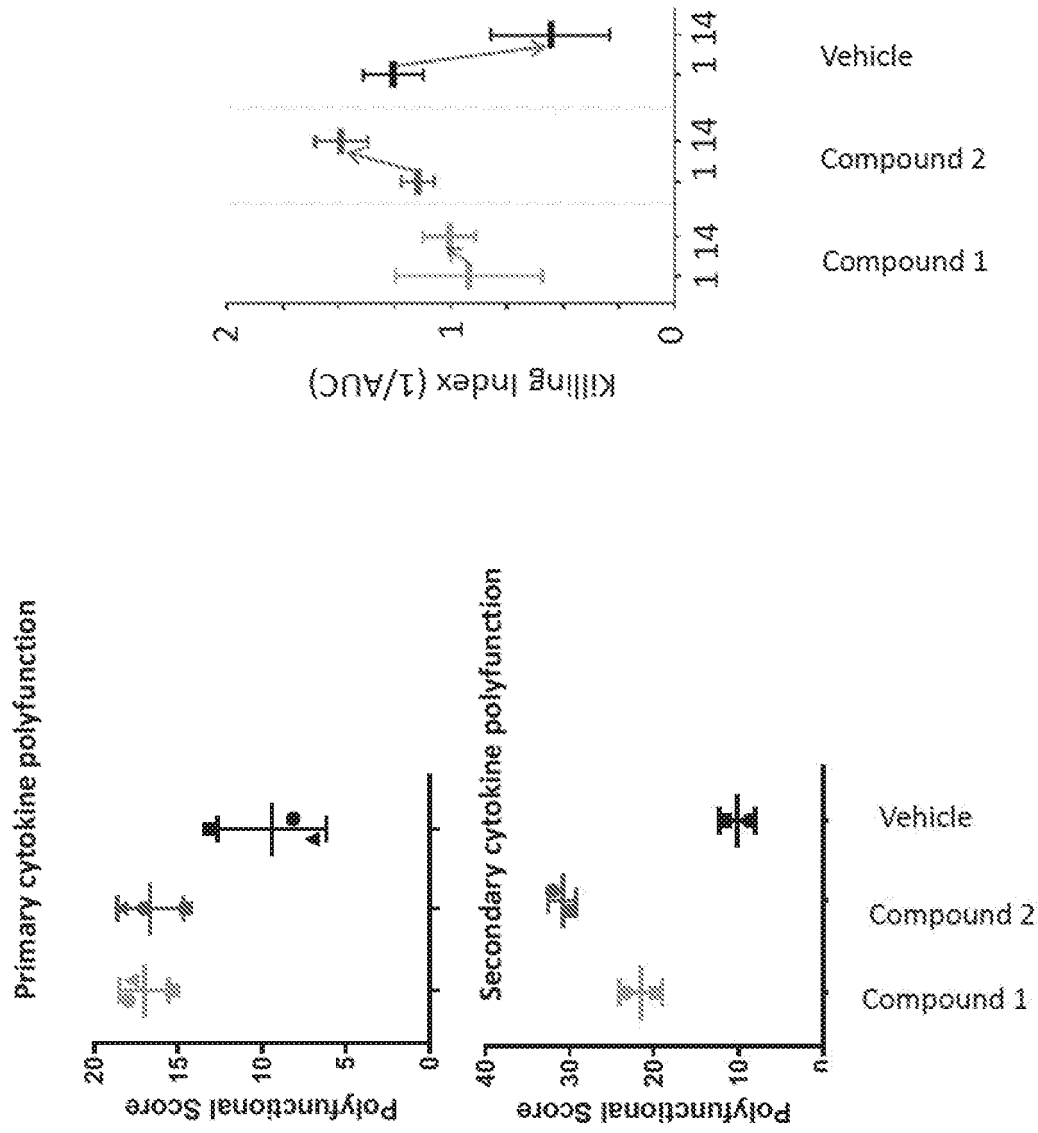 Primary cytokine polyfunction
20
15
10
5
0
Polyfunctional Score
Secondary cytokine polyfunction
40
30
20
10
0
Polyfunctional Score
Compound 1
Compound 2
Vehicle
2
1
0
Killing Index (1/AUC)
1 14
1 14
1 14
Compound 1
Compound 2
Vehicle